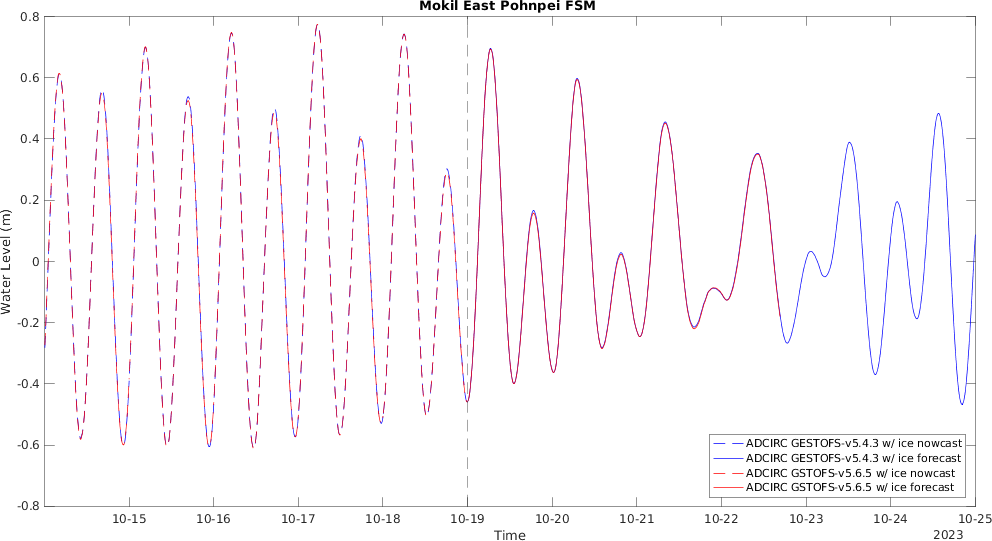 Mokil East Pohnpei FSM
Water Level (m)
0.8
0.6
0.4
0.2
0
-0.2
-0.4
-0.6
-0.8
ADCIRC GESTOFS-v5.4.3 w/ ice nowcast
ADCIRC GESTOFS-v5.4.3 w/ ice forecast
ADCIRC GSTOFS-v5.6.5 w/ ice nowcast
ADCIRC GSTOFS-v5.6.5 w/ ice forecast
10-15 10-16 10-17 10-18 10-19 10-20 10-21 10-22 10-23 10-24 10-25
Time
2023